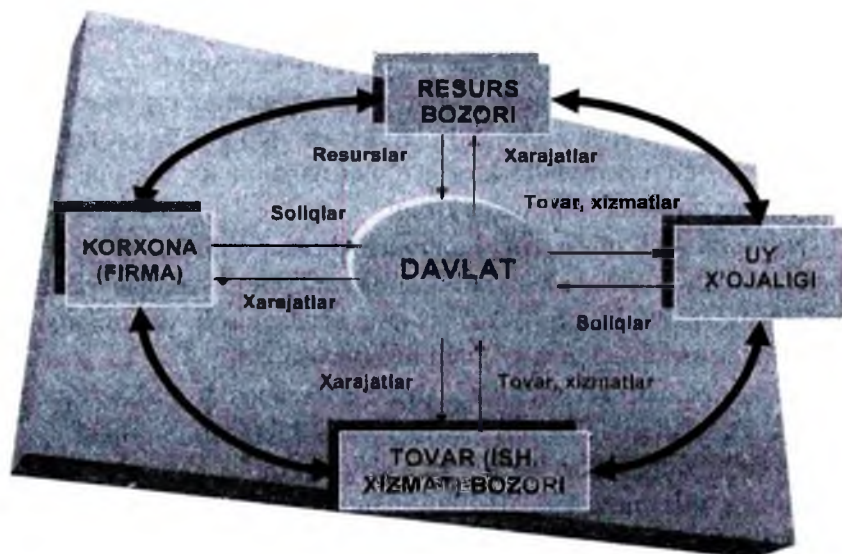 RESURS
BOZORI
Resurslar
Xarajatlar
Soliqlar
Tovar, xizmatlar
KORXONA
(FIRMA)
DAVLAT
UY
X'OJALIGI
Xarajatlar
Soliqlar
Xarajatlar
Tovar, xizmatlar
TOVAR (ISH.
XIZMAT) BOZORI